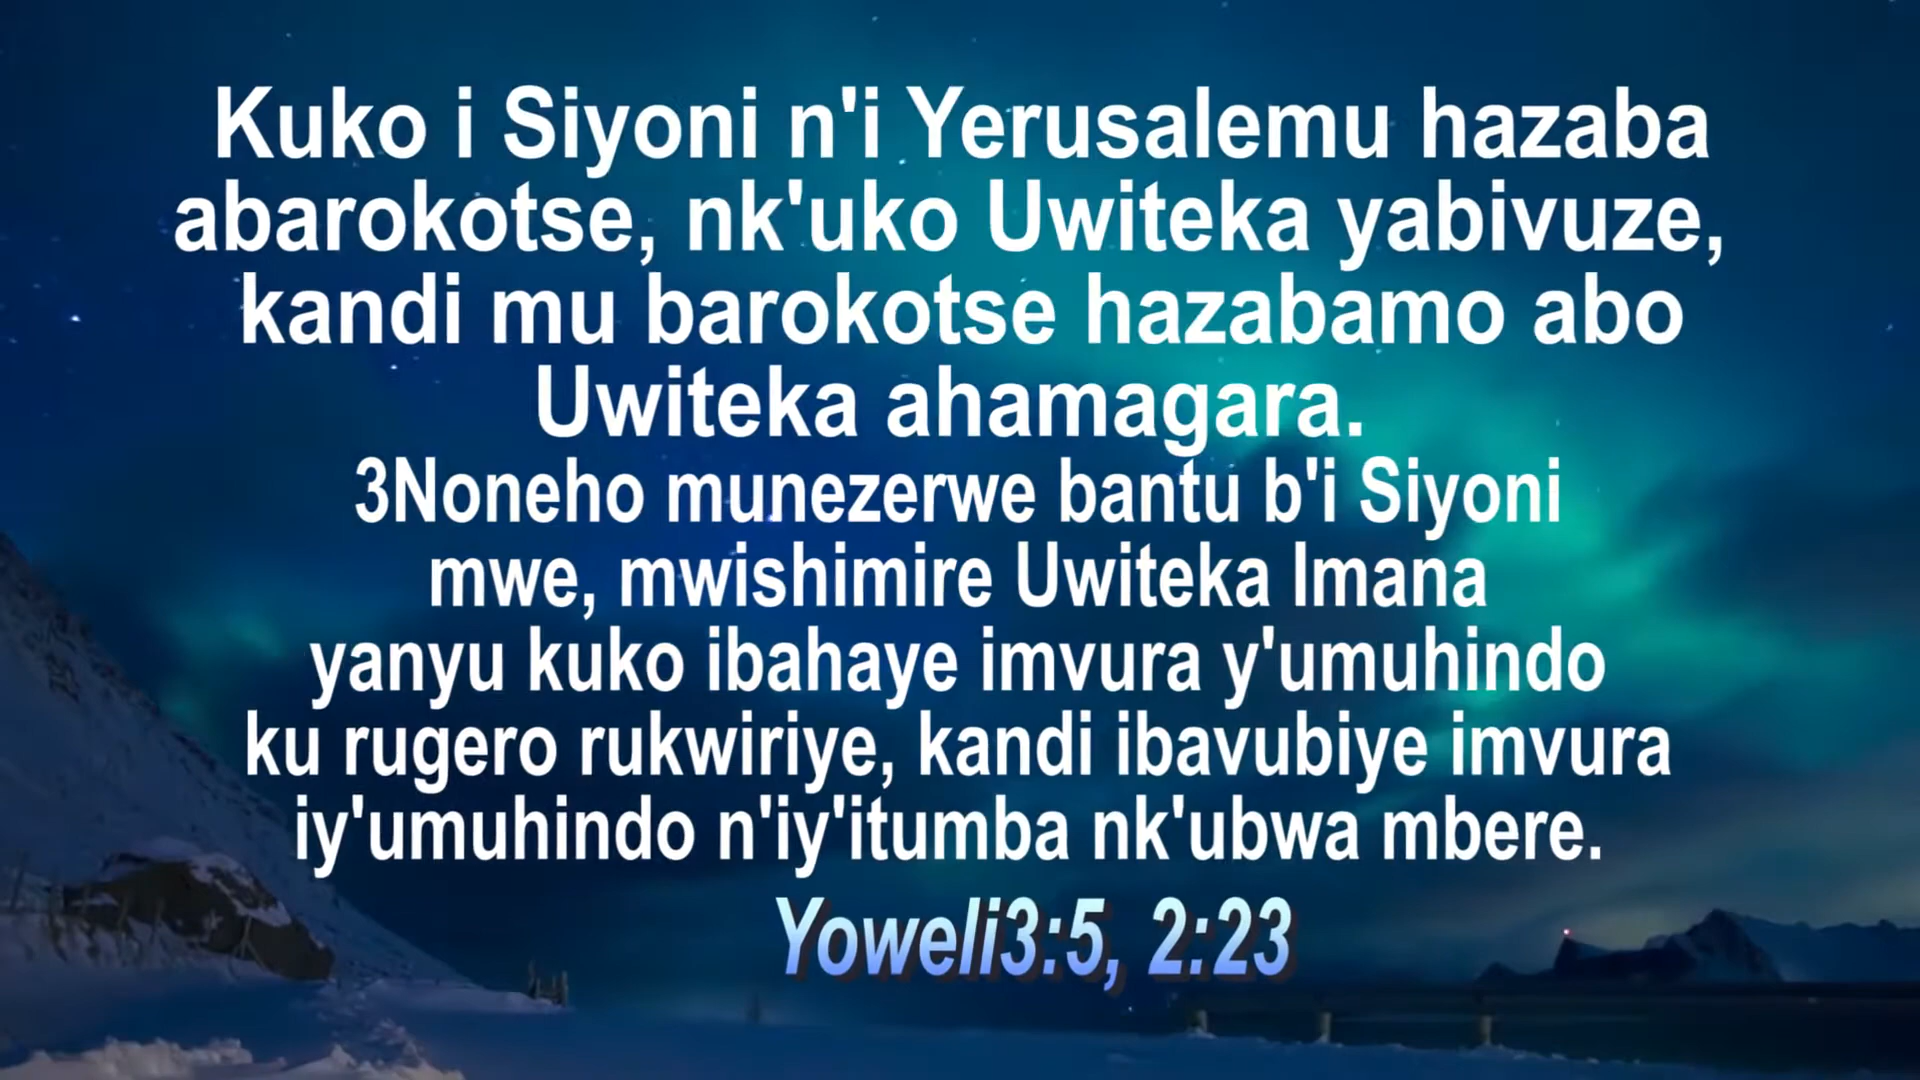 Kuko i Siyoni n'i Yerusalemu hazaba
abarokotse, nk'uko Uwiteka yabivuze,
kandi mu barokotse hazabamo abo
Uwiteka ahamagara.
3Noneho munezerwe bantu b'i Siyoni
mwe, mwishimire Uwiteka Imana
yanyu kuko ibahaye imvura y'umuhindo
ku rugero rukwiriye, kandi ibavubiye imvura
iy'umuhindo n'iy'itumba nk'ubwa mbere.
Yoweli3:5, 2:23